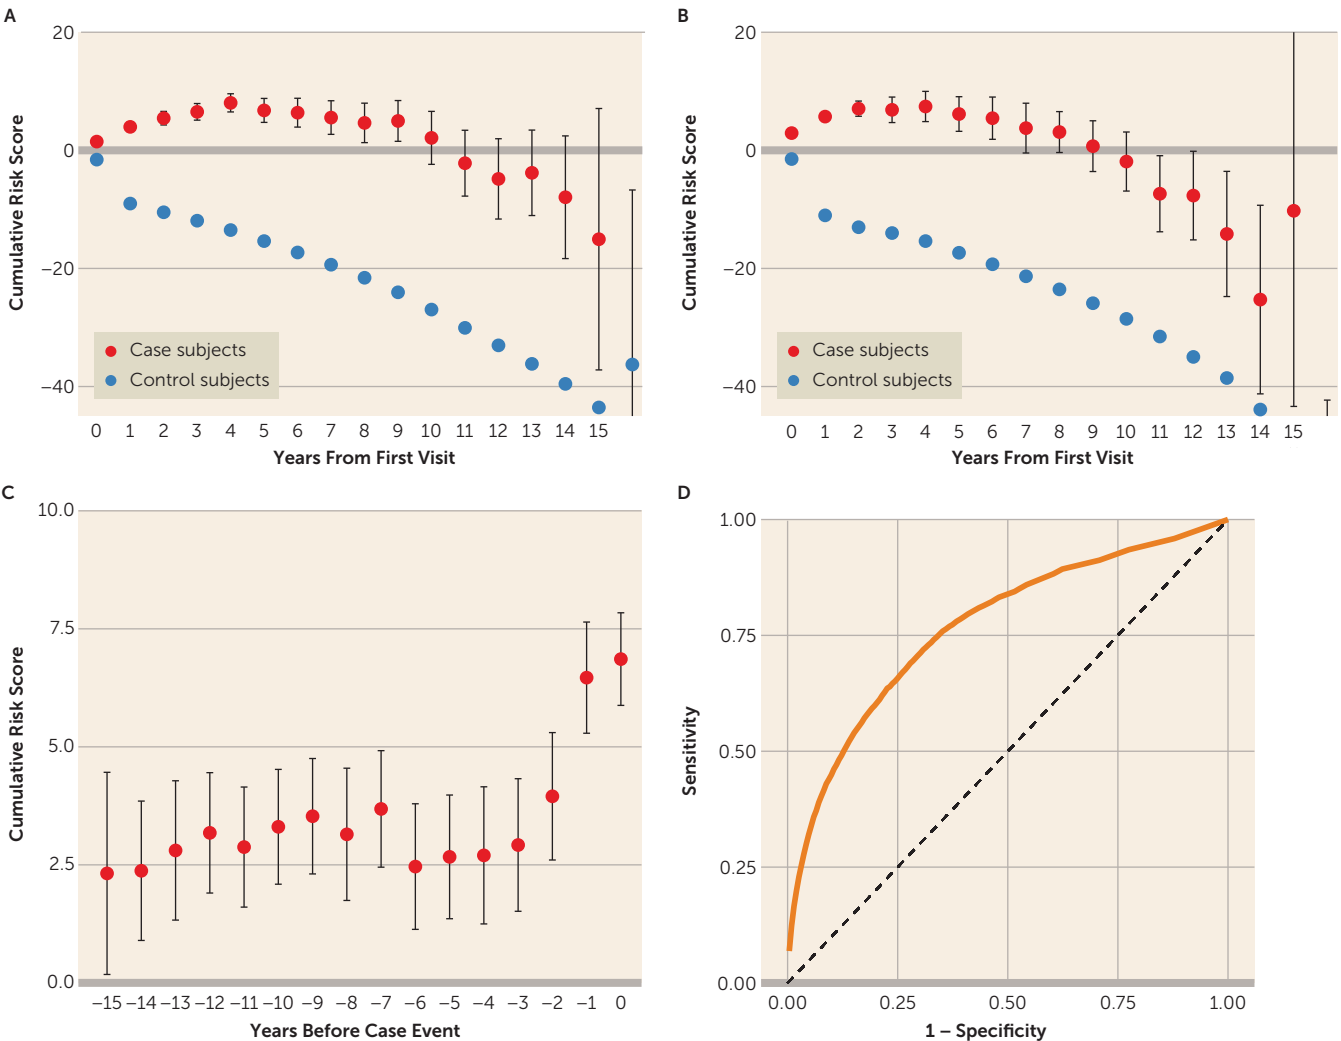 A
20
0
−20
−40
Cumulative Risk Score
Case subjects
Control subjects
0 1 2 3 4 5 6 7 8 9 10 11 12 13 14 15
Years From First Visit
B
20
0
−20
−40
Cumulative Risk Score
Case subjects
Control subjects
0 1 2 3 4 5 6 7 8 9 10 11 12 13 14 15
Years From First Visit
C
10.0
7.5
5.0
2.5
0.0
Cumulative Risk Score
−15 −14 −13 −12 −11 −10 −9 −8 −7 −6 −5 −4 −3 −2 −1 0
Years Before Case Event
D
1.00
0.75
0.50
0.25
0.00
Sensitivity
0.00 0.25 0.50 0.75 1.00
1 – Specificity